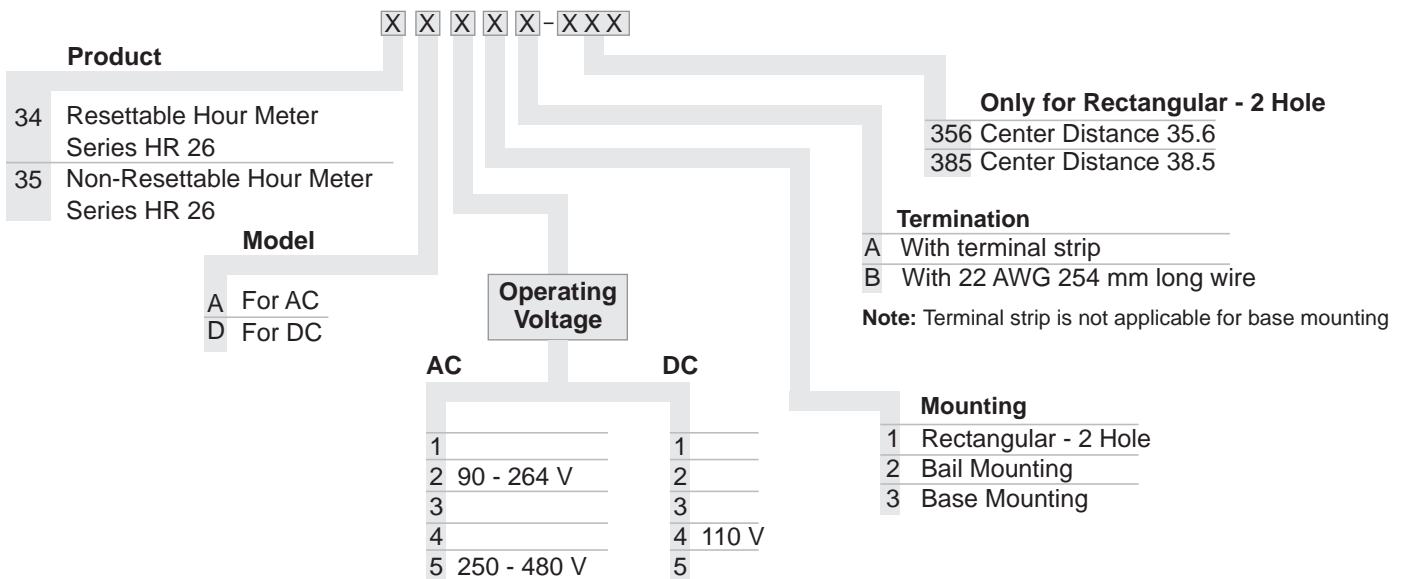 X X X X X - X X X
Product
34 Resettable Hour Meter
Series HR 26
35 Non-Resettable Hour Meter
Series HR 26
Model
A For AC
D For DC
Operating
Voltage
AC
1
2 90 - 264 V
3
4
5 250 - 480 V
DC
1
2
3
4 110 V
5
Mounting
1 Rectangular - 2 Hole
2 Bail Mounting
3 Base Mounting
Termination
A With terminal strip
B With 22 AWG 254 mm long wire
Note: Terminal strip is not applicable for base mounting
Only for Rectangular - 2 Hole
356 Center Distance 35.6
385 Center Distance 38.5